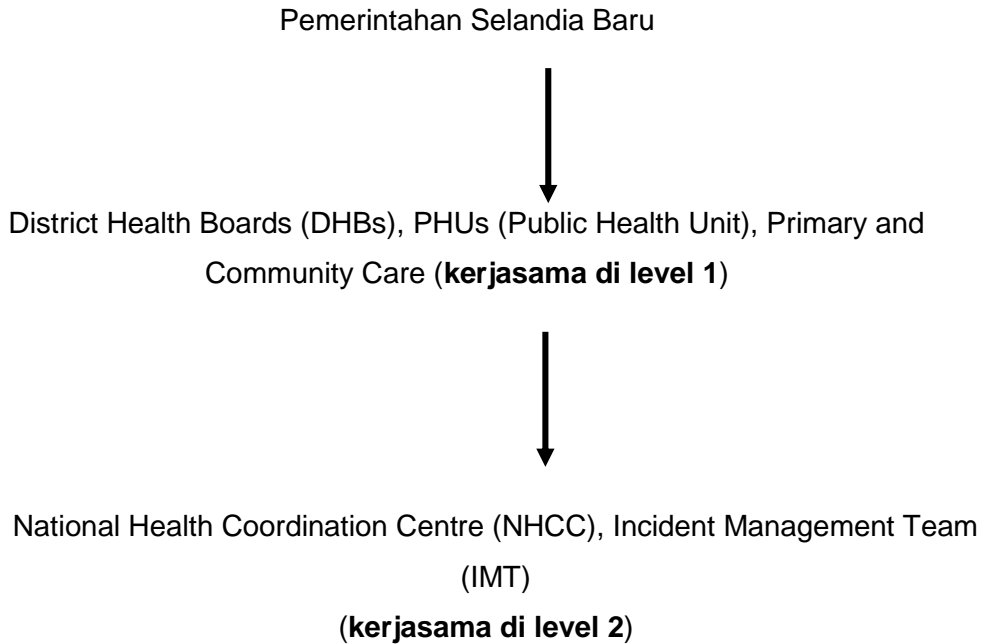 Pemerintahan Selandia Baru
District Health Boards (DHBs), PHUs (Public Health Unit), Primary and
Community Care (kerjasama di level 1)
National Health Coordination Centre (NHCC), Incident Management Team
(IMT)
(kerjasama di level 2)